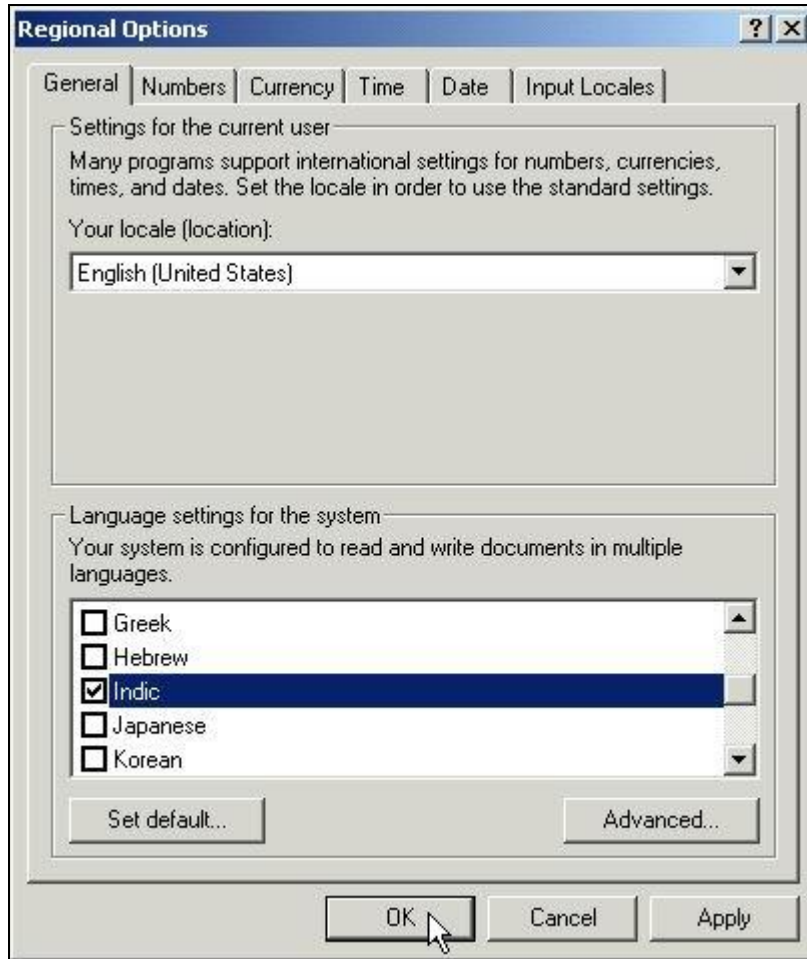 Regional Options
General Numbers Currency Time Date Input Locales
Settings for the current user
Many programs support international settings for numbers, currencies,
times, and dates. Set the locale in order to use the standard settings.
Your locale (location):
English (United States)
Language settings for the system
Your system is configured to read and write documents in multiple
languages.
Greek
Hebrew
Indic
Japanese
Korean
Set default... Advanced...
OK Cancel Apply